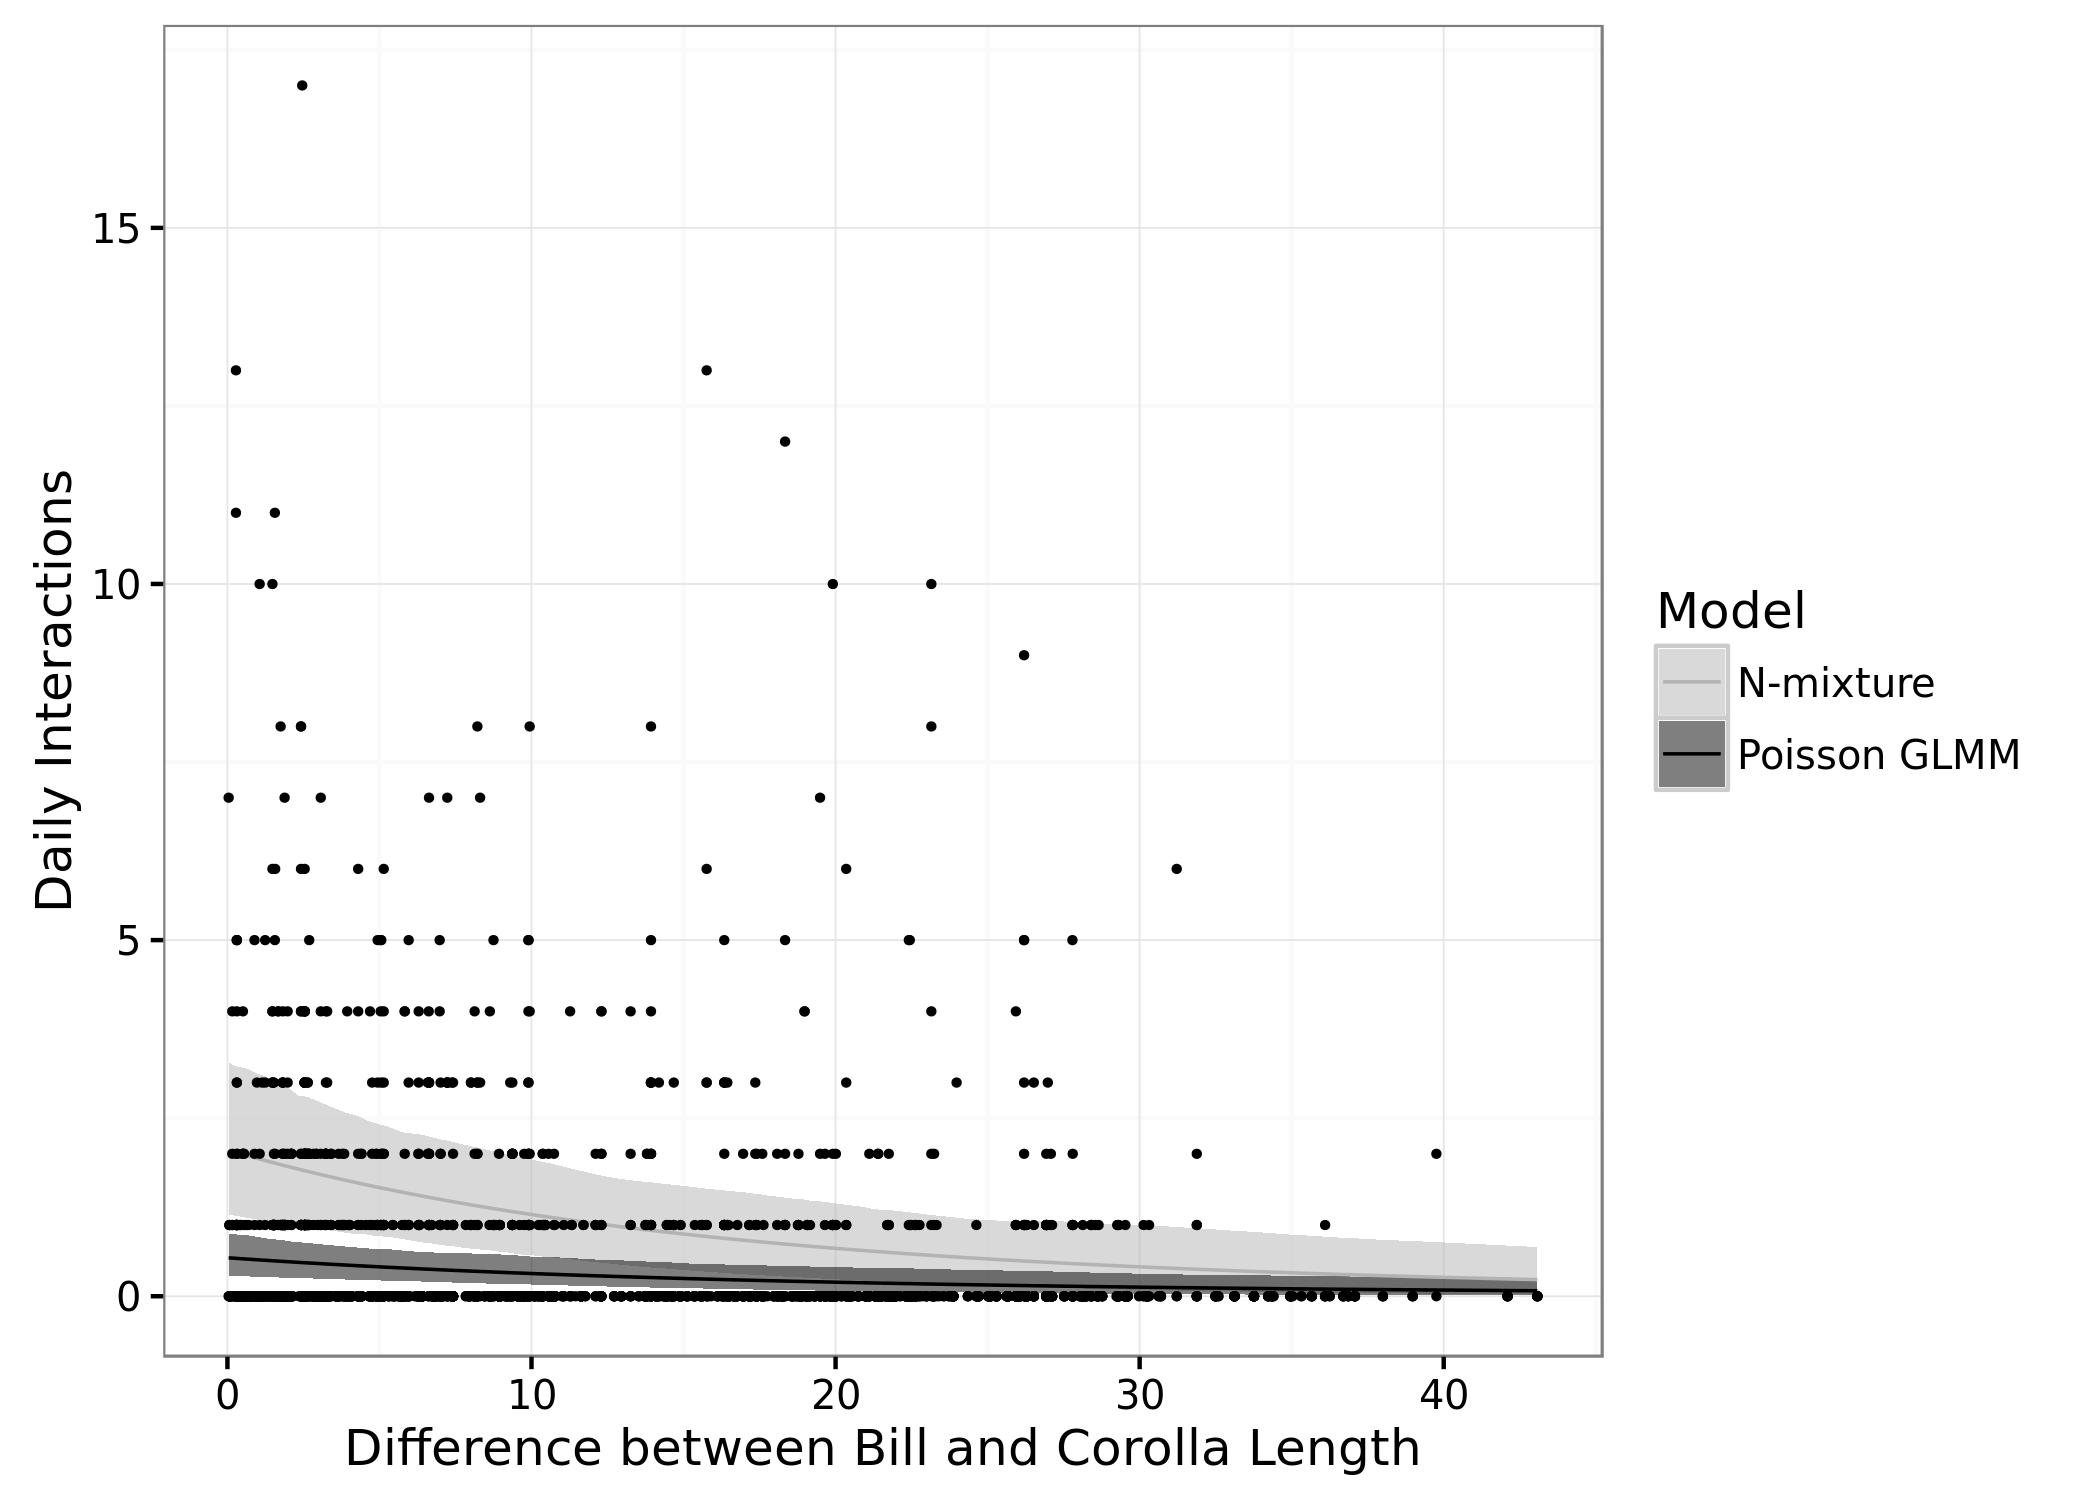 15
10
5
0
Daily Interactions
0 10 20 30 40
Difference between Bill and Corolla Length
Model
N-mixture
Poisson GLMM